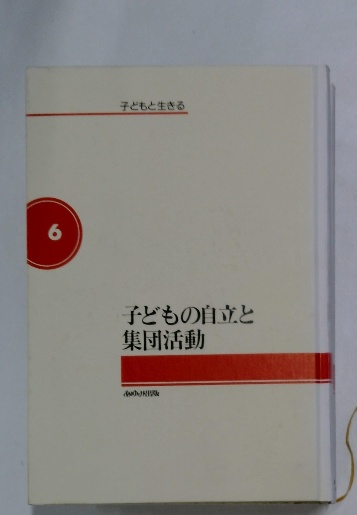 子どもと生きる
6
子どもの自立と
集団活動